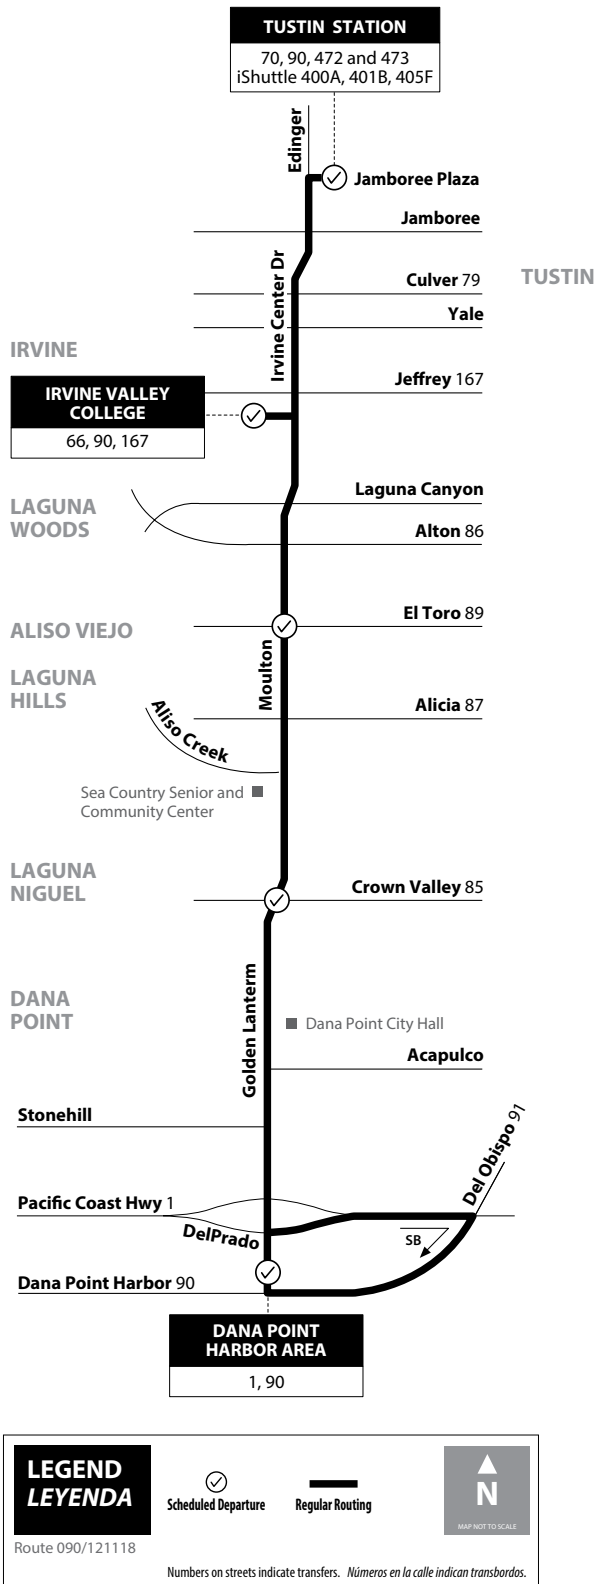 TUSTIN STATION
70, 90, 472 and 473
iShuttle 400A, 401B, 405F
Edinger
Jamboree Plaza
Jamboree
Irvine Center Dr
Culver 79
TUSTIN
Yale
IRVINE
Jeffrey 167
IRVINE VALLEY
COLLEGE
66, 90, 167
Laguna Canyon
LAGUNA
WOODS
Alton 86
El Toro 89
ALISO VIEJO
Moulton
LAGUNA
HILLS
Alicia 87
Aliso Creek
Sea Country Senior and
Community Center
LAGUNA
NIGUEL
Crown Valley 85
Golden Lanterm
DANA
POINT
Dana Point City Hall
Acapulco
Stonehill
Del Obispo 91
Pacific Coast Hwy 1
DelPrado
SB
Dana Point Harbor 90
DANA POINT
HARBOR AREA
1, 90
LEGEND
LEYENDA
Scheduled Departure
Regular Routing
N
MAP NOT TO SCALE
Route 090/121118
Numbers on streets indicate transfers. Números en la calle indican transbordos.